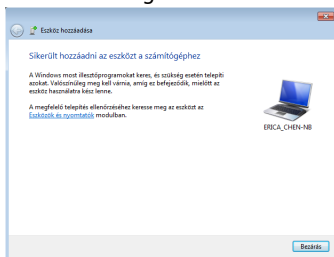 Eszköz hozzáadása
Sikerült hozzáadni az eszközt a számítógéphez
A Windows most illesztőprogramokat keres, és szükség esetén telepíti
azokat. Valószínűleg meg kell várnia, amíg ez befejeződik, mielőtt az
eszköz használatra kész lenne.
A megfelelő telepítés ellenőrzéséhez keresse meg az eszközt az
Eszközök és nyomtatók modulban.
ERICA_CHEN-NB
Bezárás